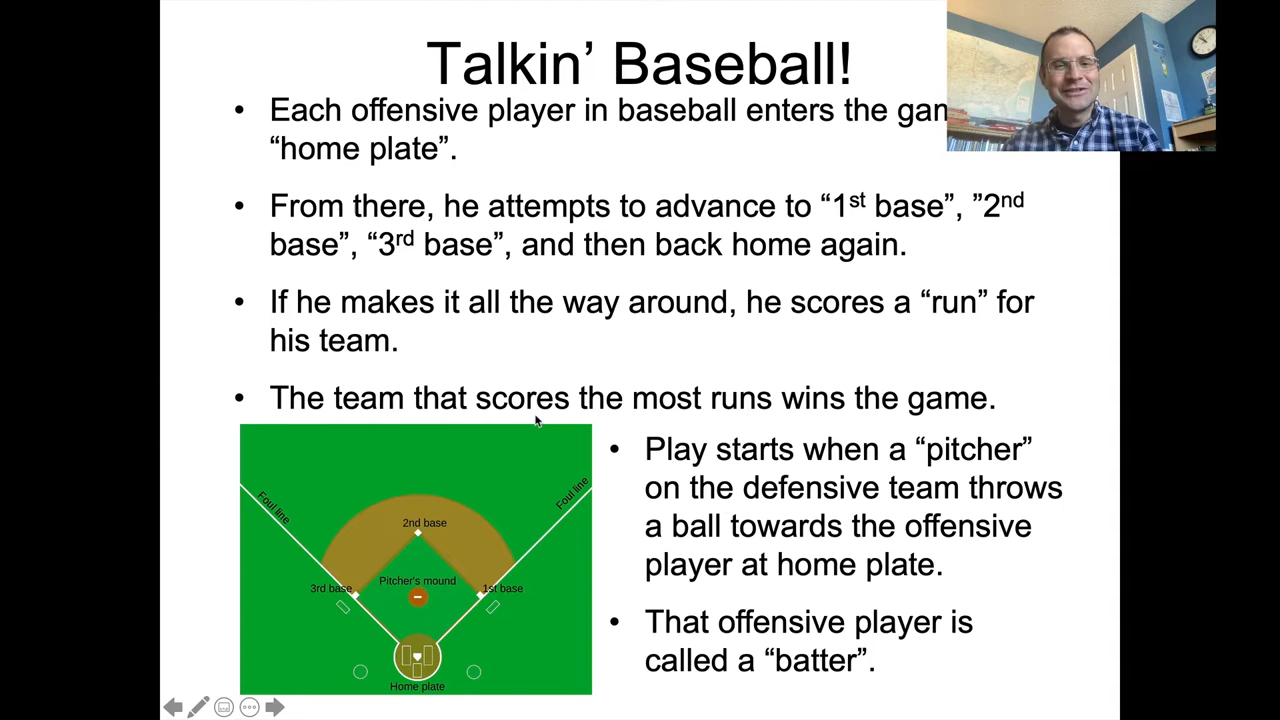 Talkin’ Baseball!
• Each offensive player in baseball enters the
“home plate”.
• From there, he attempts to advance to “1st base”, ”2nd
base”, “3rd base”, and then back home again.
• If he makes it all the way around, he scores a “run” for
his team.
• The team that scores the most runs wins the game.
• Play starts when a “pitcher”
on the defensive team throws
a ball towards the offensive
player at home plate.
• That offensive player is
called a “batter”.
Foul line
Foul line
2nd base
Pitcher's mound
3rd base
1st base
Home plate